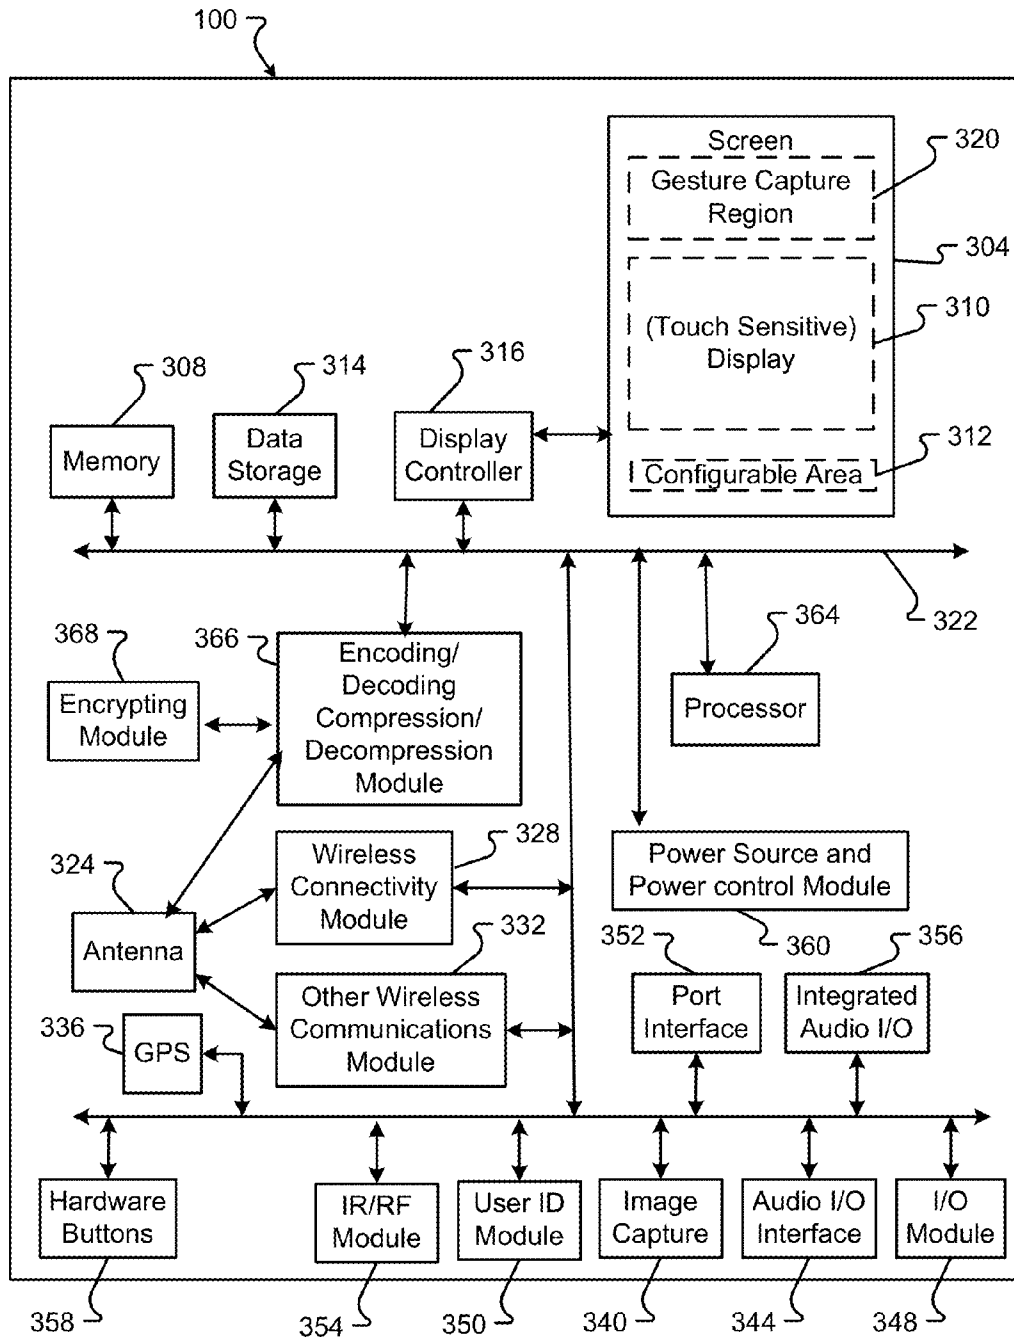 100
Screen
Gesture Capture
Region
320
304
(Touch Sensitive)
Display
310
Configurable Area
312
308
Memory
314
Data
Storage
316
Display
Controller
322
368
Encrypting
Module
366
Encoding/
Decoding
Compression/
Decompression
Module
364
Processor
324
Antenna
328
Wireless
Connectivity
Module
Power Source and
Power control Module
360
332
Other Wireless
Communications
Module
336
GPS
352
Port
Interface
356
Integrated
Audio I/O
Hardware
Buttons
358
IR/RF
Module
354
User ID
Module
350
Image
Capture
340
Audio I/O
Interface
344
I/O
Module
348